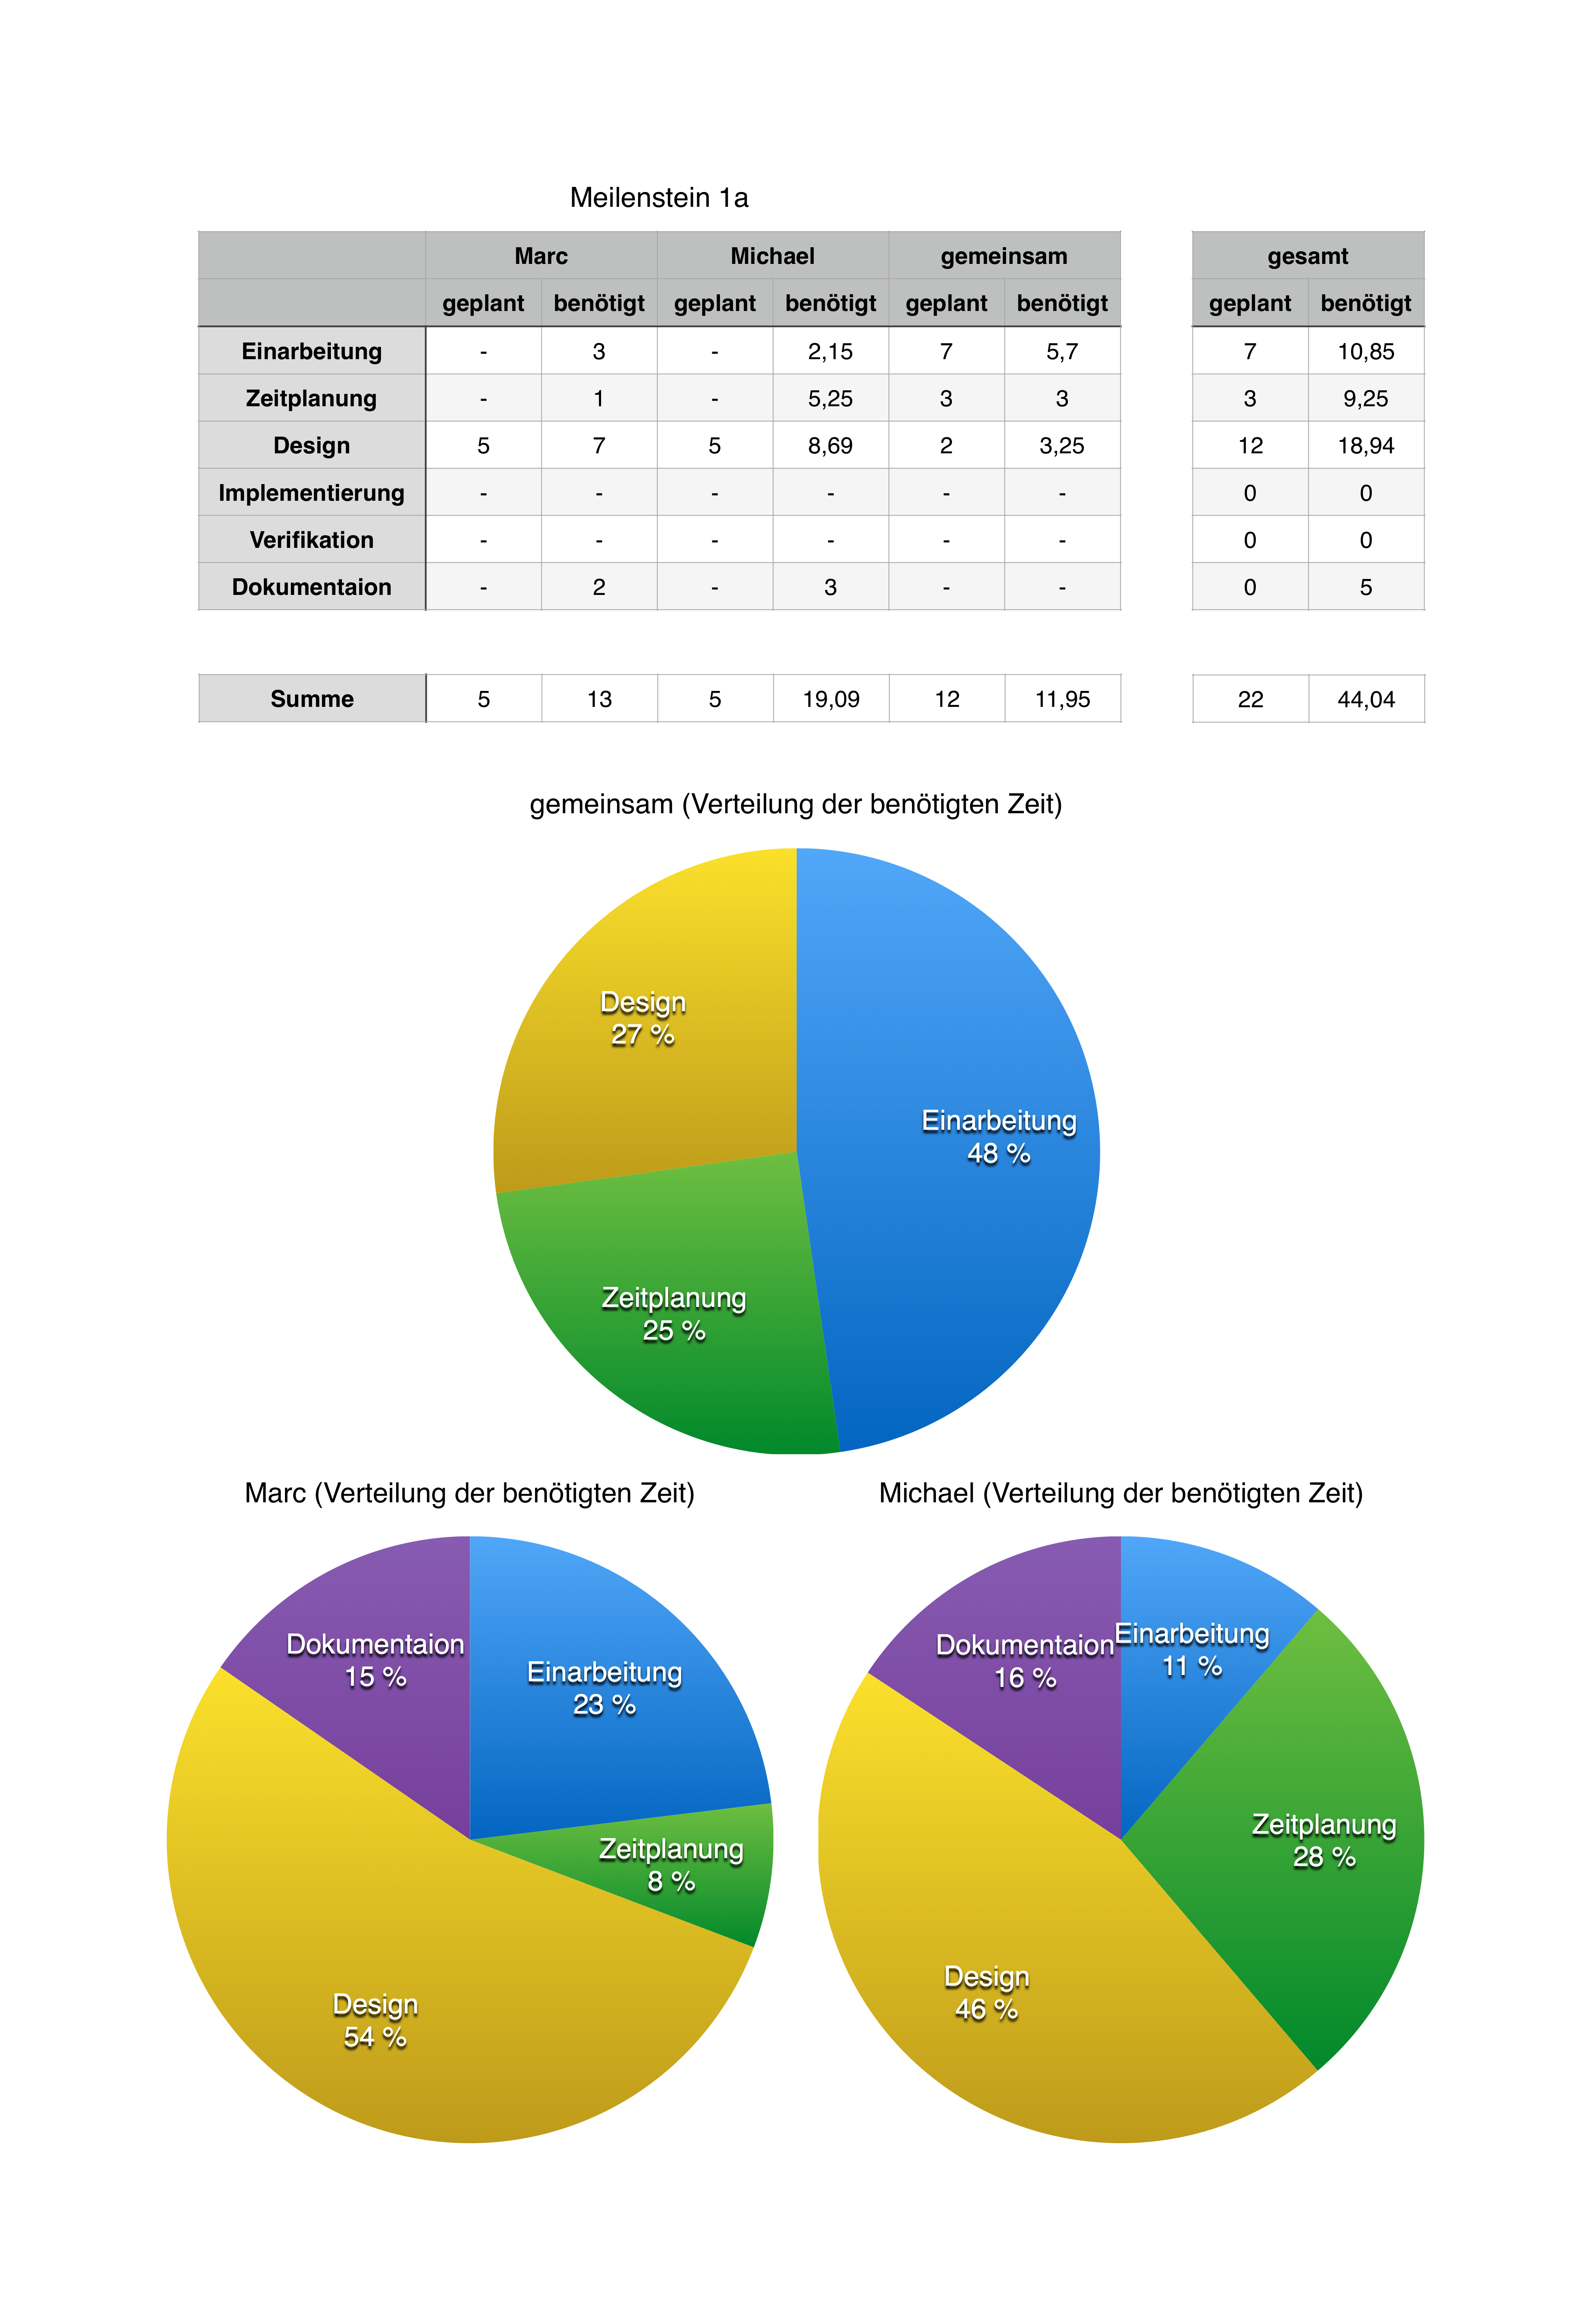 Meilenstein 1a
Marc Michael gemeinsam gesamt
geplant benötigt geplant benötigt geplant benötigt geplant benötigt
Einarbeitung - 3 - 2,15 7 5,7 7 10,85
Zeitplanung - 1 - 5,25 3 3 3 9,25
Design 5 7 5 8,69 2 3,25 12 18,94
Implementierung - - - - - - 0 0
Verifikation - - - - - - 0 0
Dokumentaion - 2 - 3 - - 0 5
Summe 5 13 5 19,09 12 11,95 22 44,04
gemeinsam (Verteilung der benötigten Zeit)
Design
27 %
Einarbeitung
48 %
Zeitplanung
25 %
Marc (Verteilung der benötigten Zeit)
Dokumentaion
15 %
Einarbeitung
23 %
Zeitplanung
8 %
Design
54 %
Michael (Verteilung der benötigten Zeit)
Dokumentaion
16 %
Einarbeitung
11 %
Zeitplanung
28 %
Design
46 %